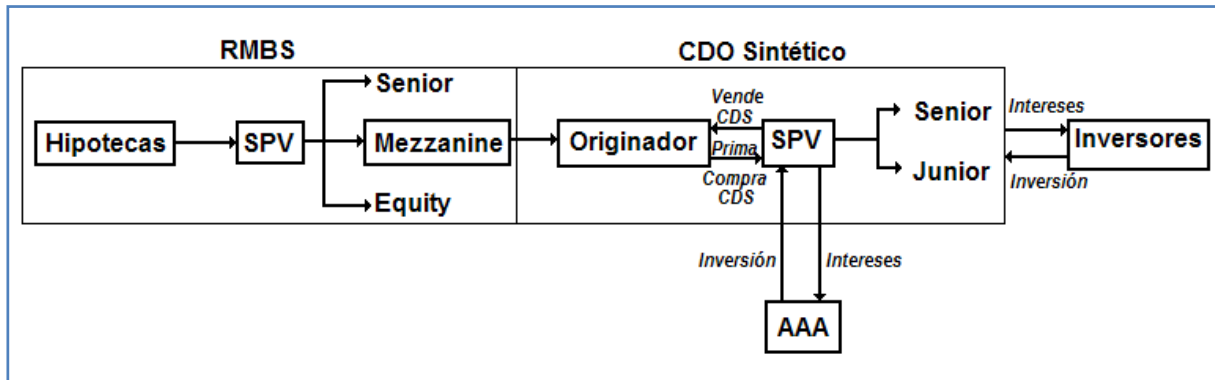 RMBS
CDO Sintético
Hipotecas
SPV
Senior
Mezzanine
Equity
Originador
Vende
CDS
Prima
Compra
CDS
SPV
Senior
Junior
Intereses
Inversión
Inversores
Inversión
Intereses
AAA